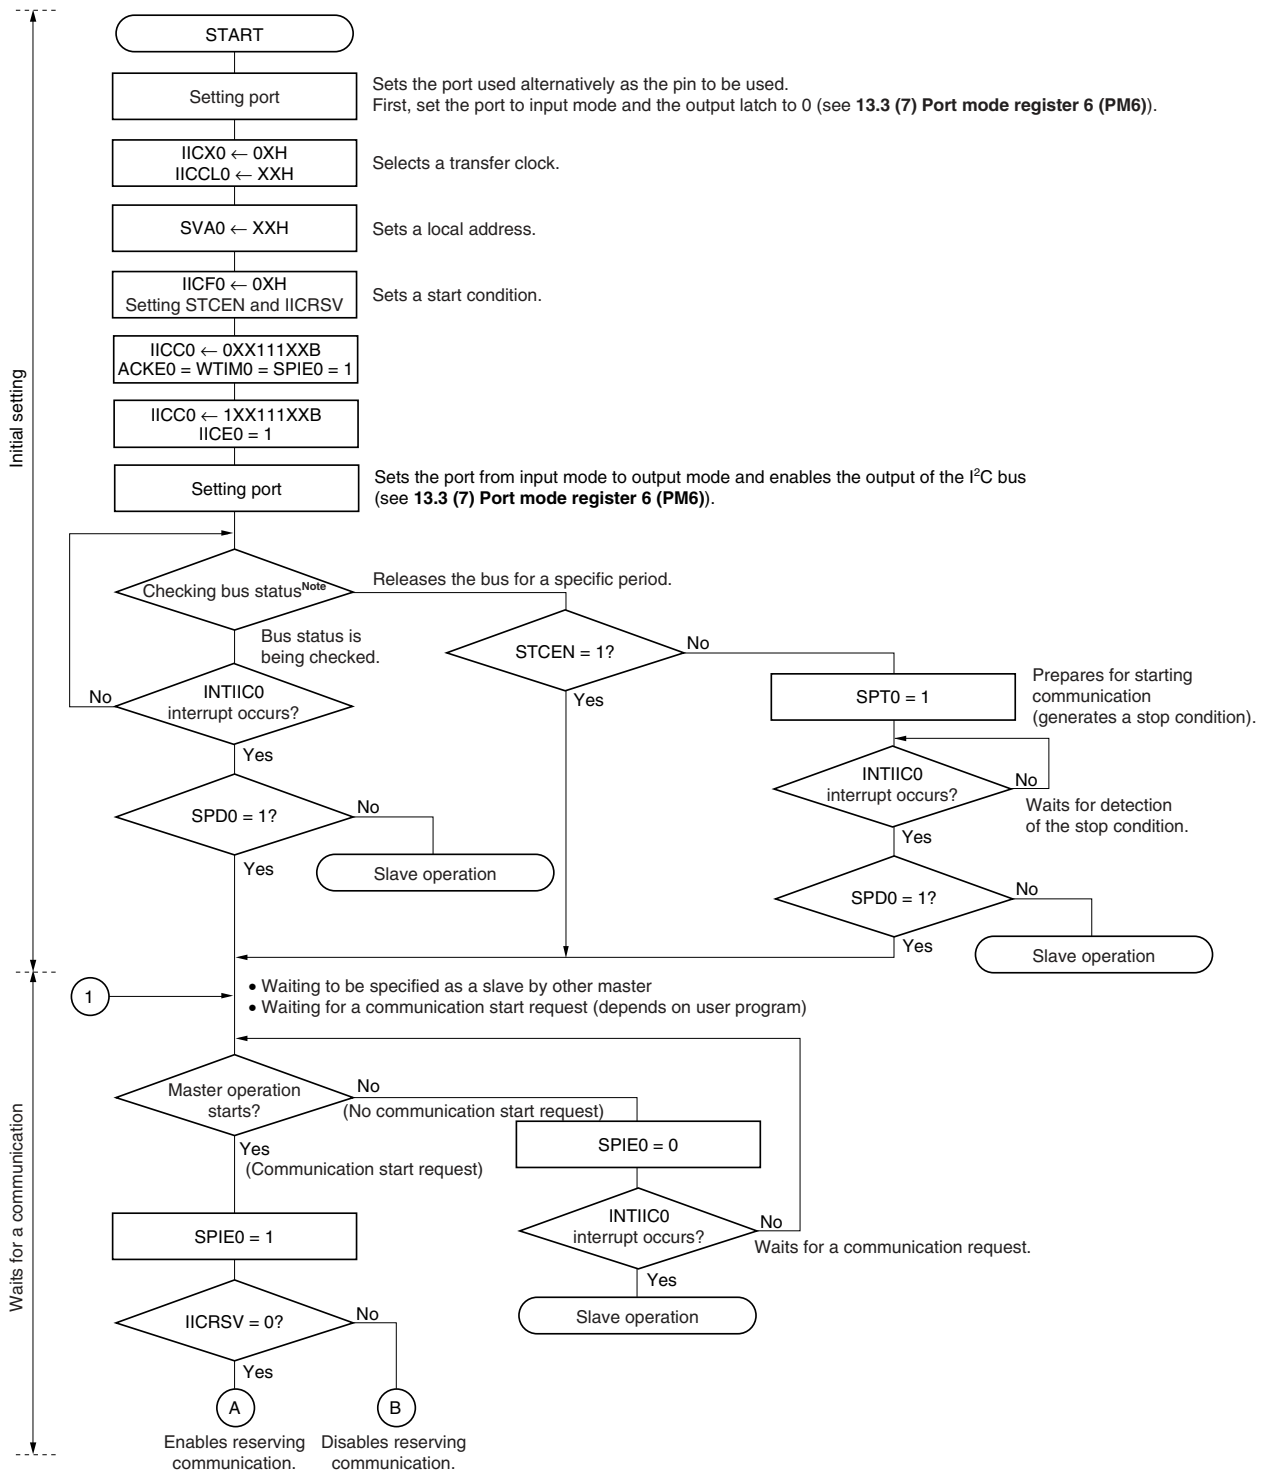 START
Setting port
Sets the port used alternatively as the pin to be used.
First, set the port to input mode and the output latch to 0 (see 13.3 (7) Port mode register 6 (PM6)).
IICX0 ← 0XH
IICCL0 ← XXH
Selects a transfer clock.
SVA0 ← XXH
Sets a local address.
IICF0 ← 0XH
Setting STCEN and IICRSV
Sets a start condition.
IICC0 ← 0XX111XXB
ACKE0 = WTIM0 = SPIE0 = 1
IICC0 ← 1XX111XXB
IICE0 = 1
Initial setting
Setting port
Sets the port from input mode to output mode and enables the output of the I²C bus
(see 13.3 (7) Port mode register 6 (PM6)).
Checking bus statusNote
Releases the bus for a specific period.
Bus status is
being checked.
STCEN = 1?
No
Yes
SPT0 = 1
Prepares for starting
communication
(generates a stop condition).
No
INTIIC0
interrupt occurs?
Yes
INTIIC0
interrupt occurs?
No
Waits for detection
of the stop condition.
Yes
SPD0 = 1?
No
Yes
Slave operation
SPD0 = 1?
No
Yes
Slave operation
1
• Waiting to be specified as a slave by other master
• Waiting for a communication start request (depends on user program)
Waits for a communication
Master operation
starts?
No
(No communication start request)
Yes
(Communication start request)
SPIE0 = 0
INTIIC0
interrupt occurs?
No
Waits for a communication request.
Yes
Slave operation
SPIE0 = 1
IICRSV = 0?
No
Yes
A
B
Enables reserving
communication.
Disables reserving
communication.